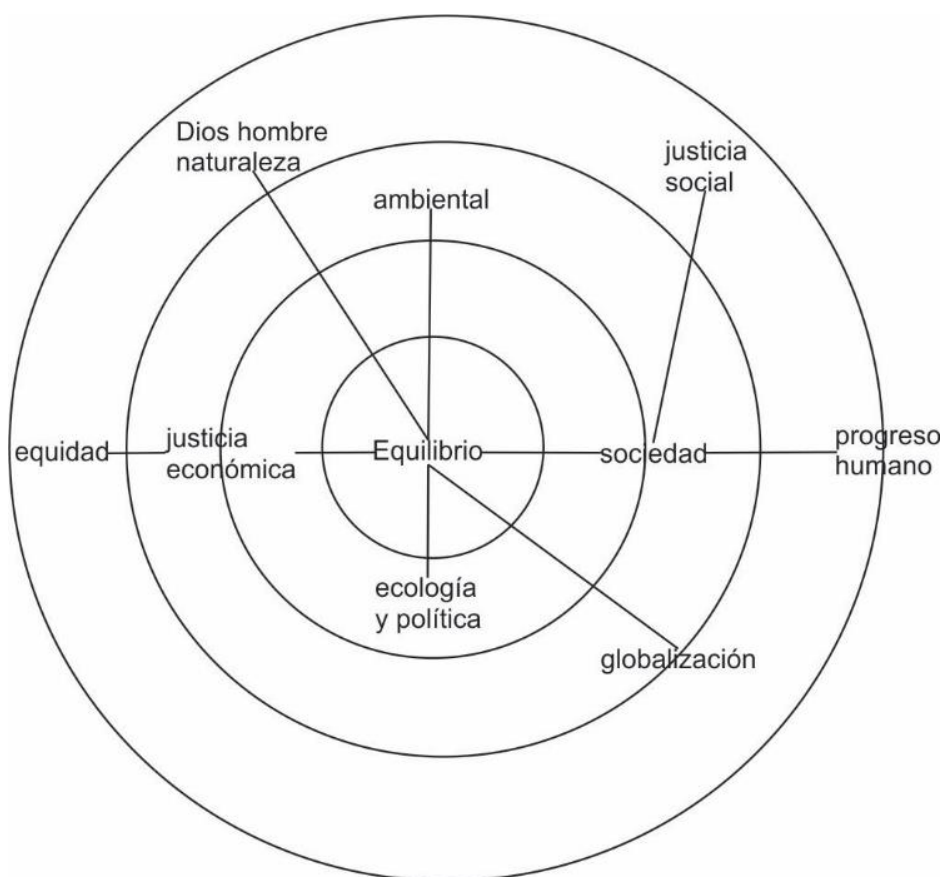 Dios hombre
naturaleza
justicia
social
ambiental
equidad
justicia
económica
Equilibrio
sociedad
progreso
humano
ecología
y política
globalización